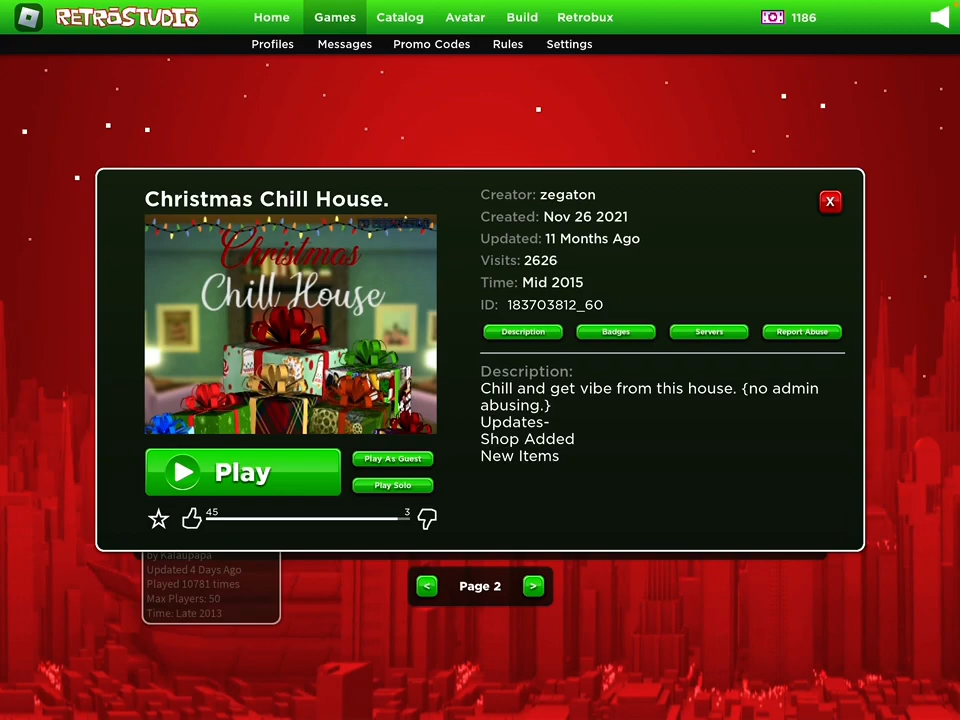 RETROSTUDIO
Home Games Catalog Avatar Build Retrobux 1186
Profiles Messages Promo Codes Rules Settings
Christmas Chill House.
Christmas
Chill House
Play
Play As Guest
Play Solo
45 3
Creator: zegaton
X
Created: Nov 26 2021
Updated: 11 Months Ago
Visits: 2626
Time: Mid 2015
ID: 183703812_60
Description Badges Servers Report Abuse
Description:
Chill and get vibe from this house. {no admin
abusing.}
Updates-
Shop Added
New Items
by Kalaupapa
Updated 4 Days Ago
Played 10781 times
Max Players: 50
Time: Late 2013
< Page 2 >